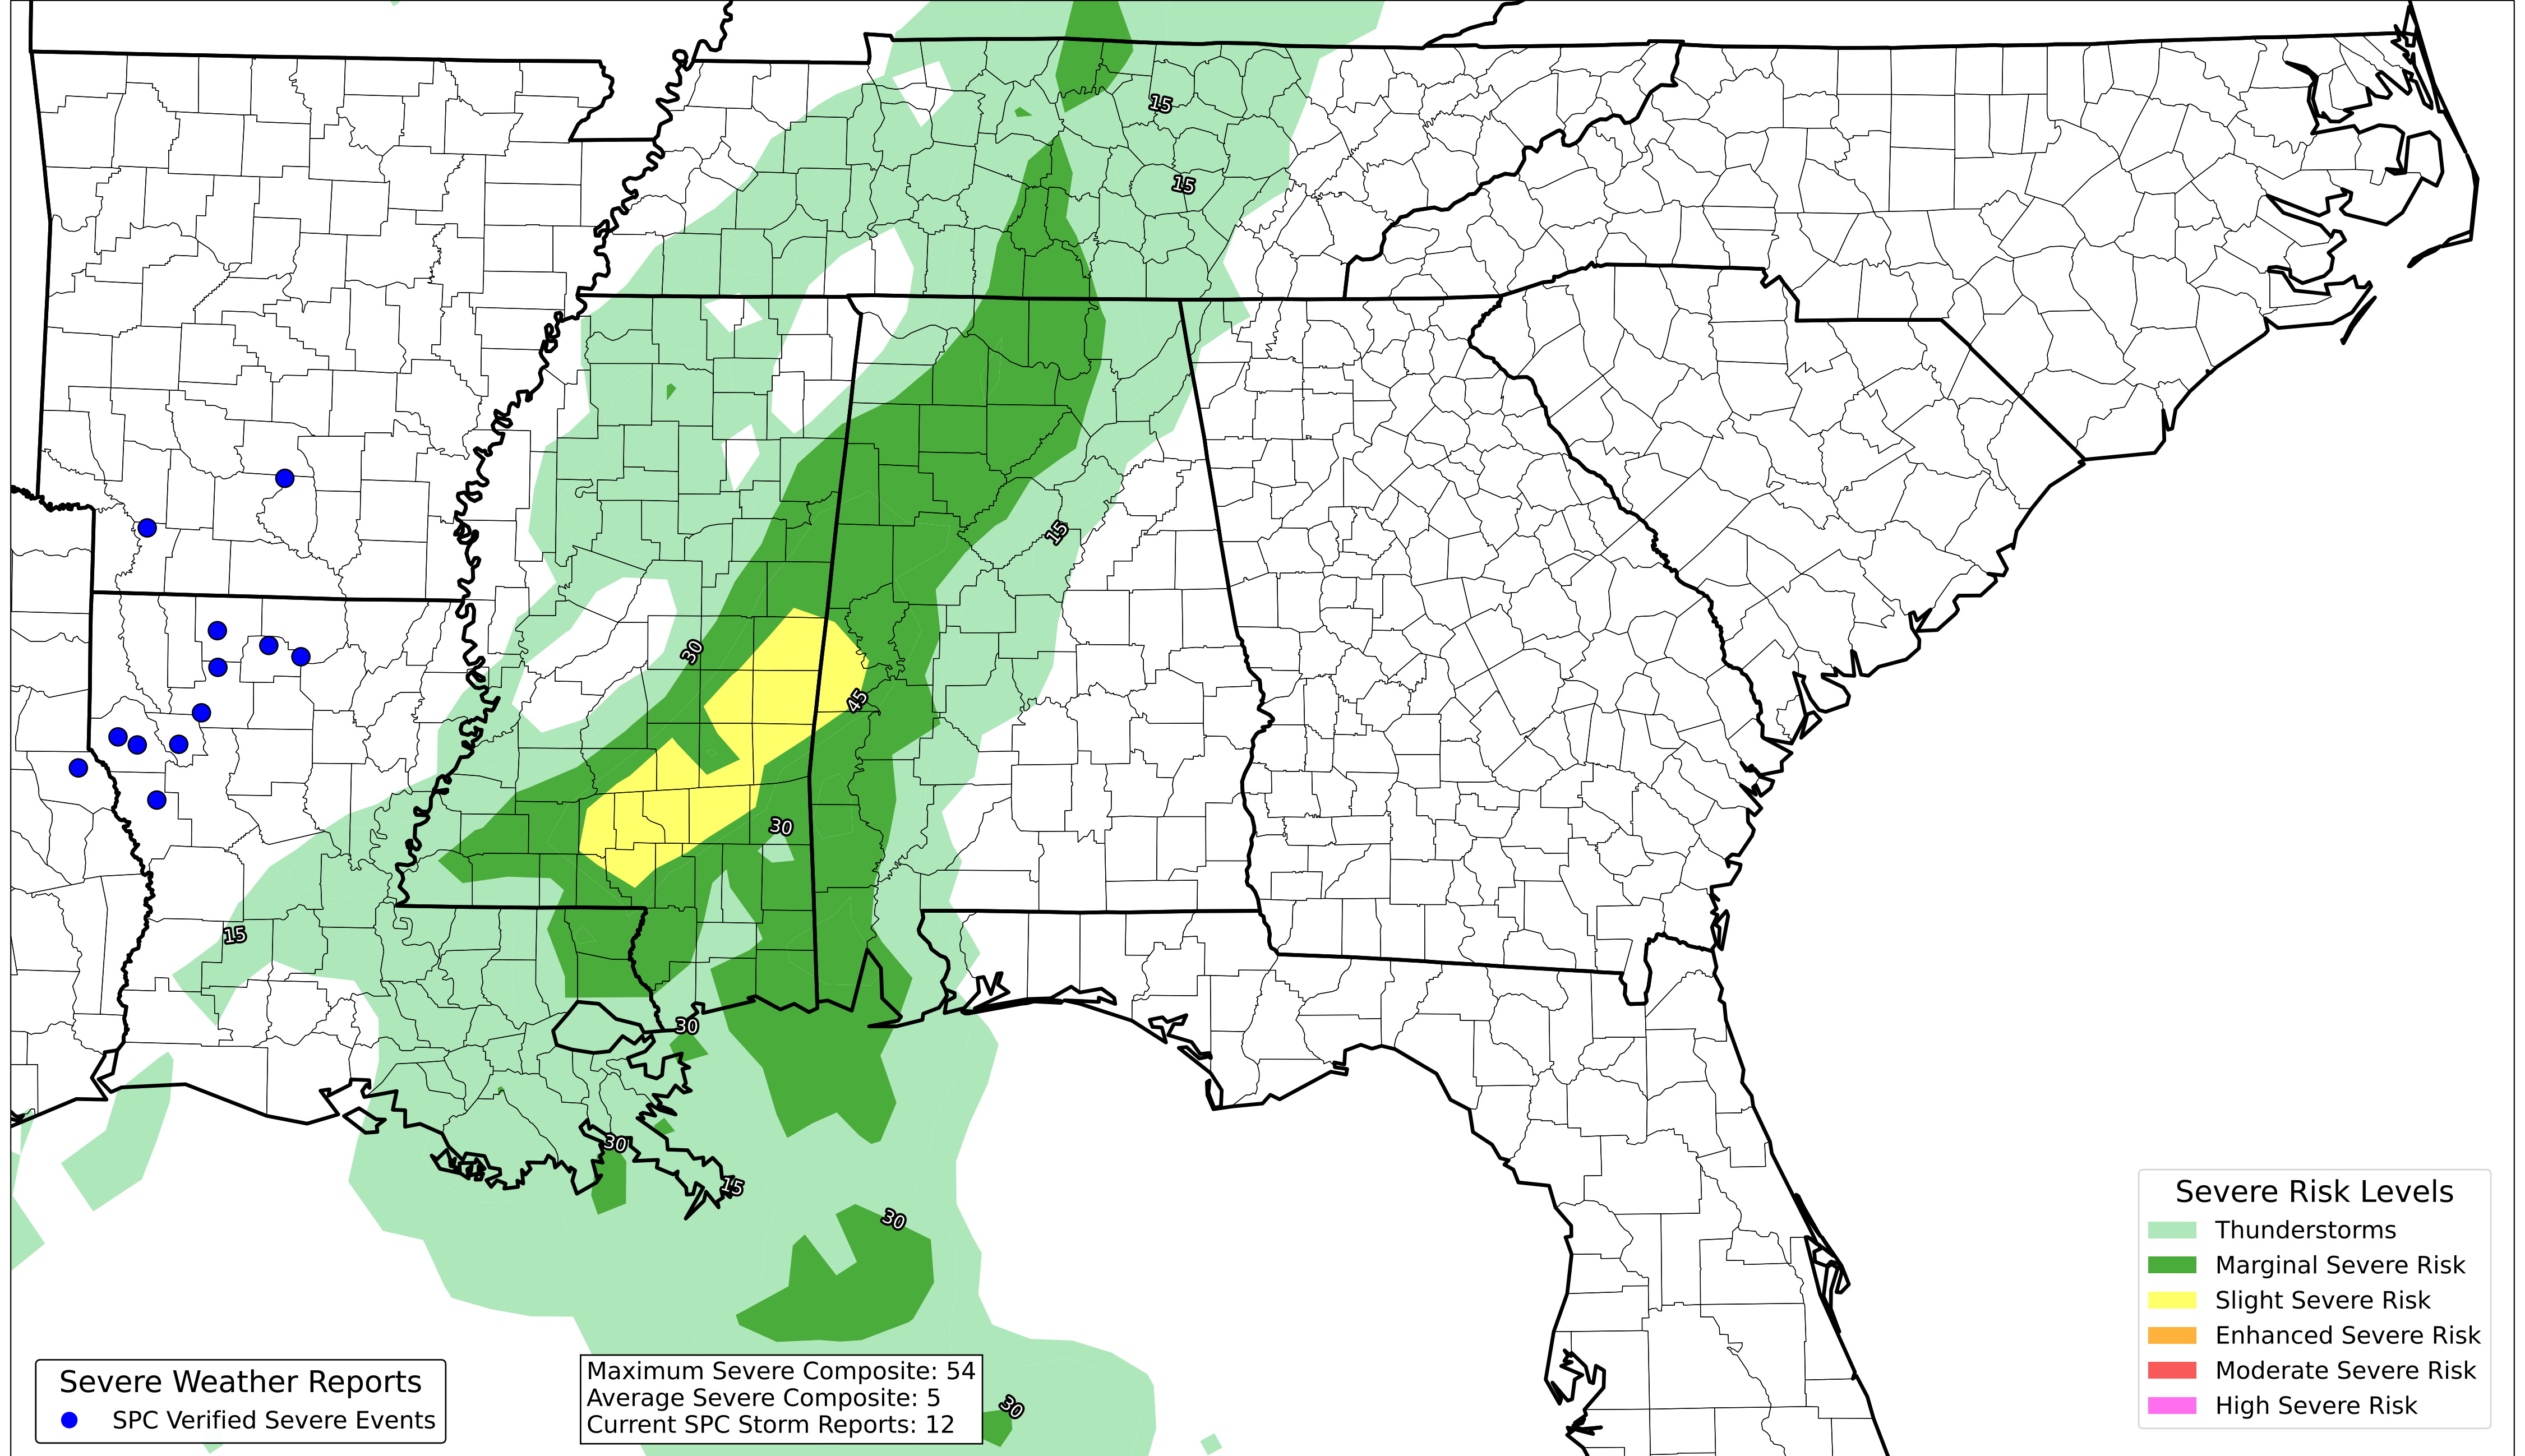 15
15
15
30
45
30
15
30
30
15
30
30
Severe Risk Levels
Thunderstorms
Marginal Severe Risk
Slight Severe Risk
Enhanced Severe Risk
Moderate Severe Risk
High Severe Risk
Severe Weather Reports
SPC Verified Severe Events
Maximum Severe Composite: 54
Average Severe Composite: 5
Current SPC Storm Reports: 12